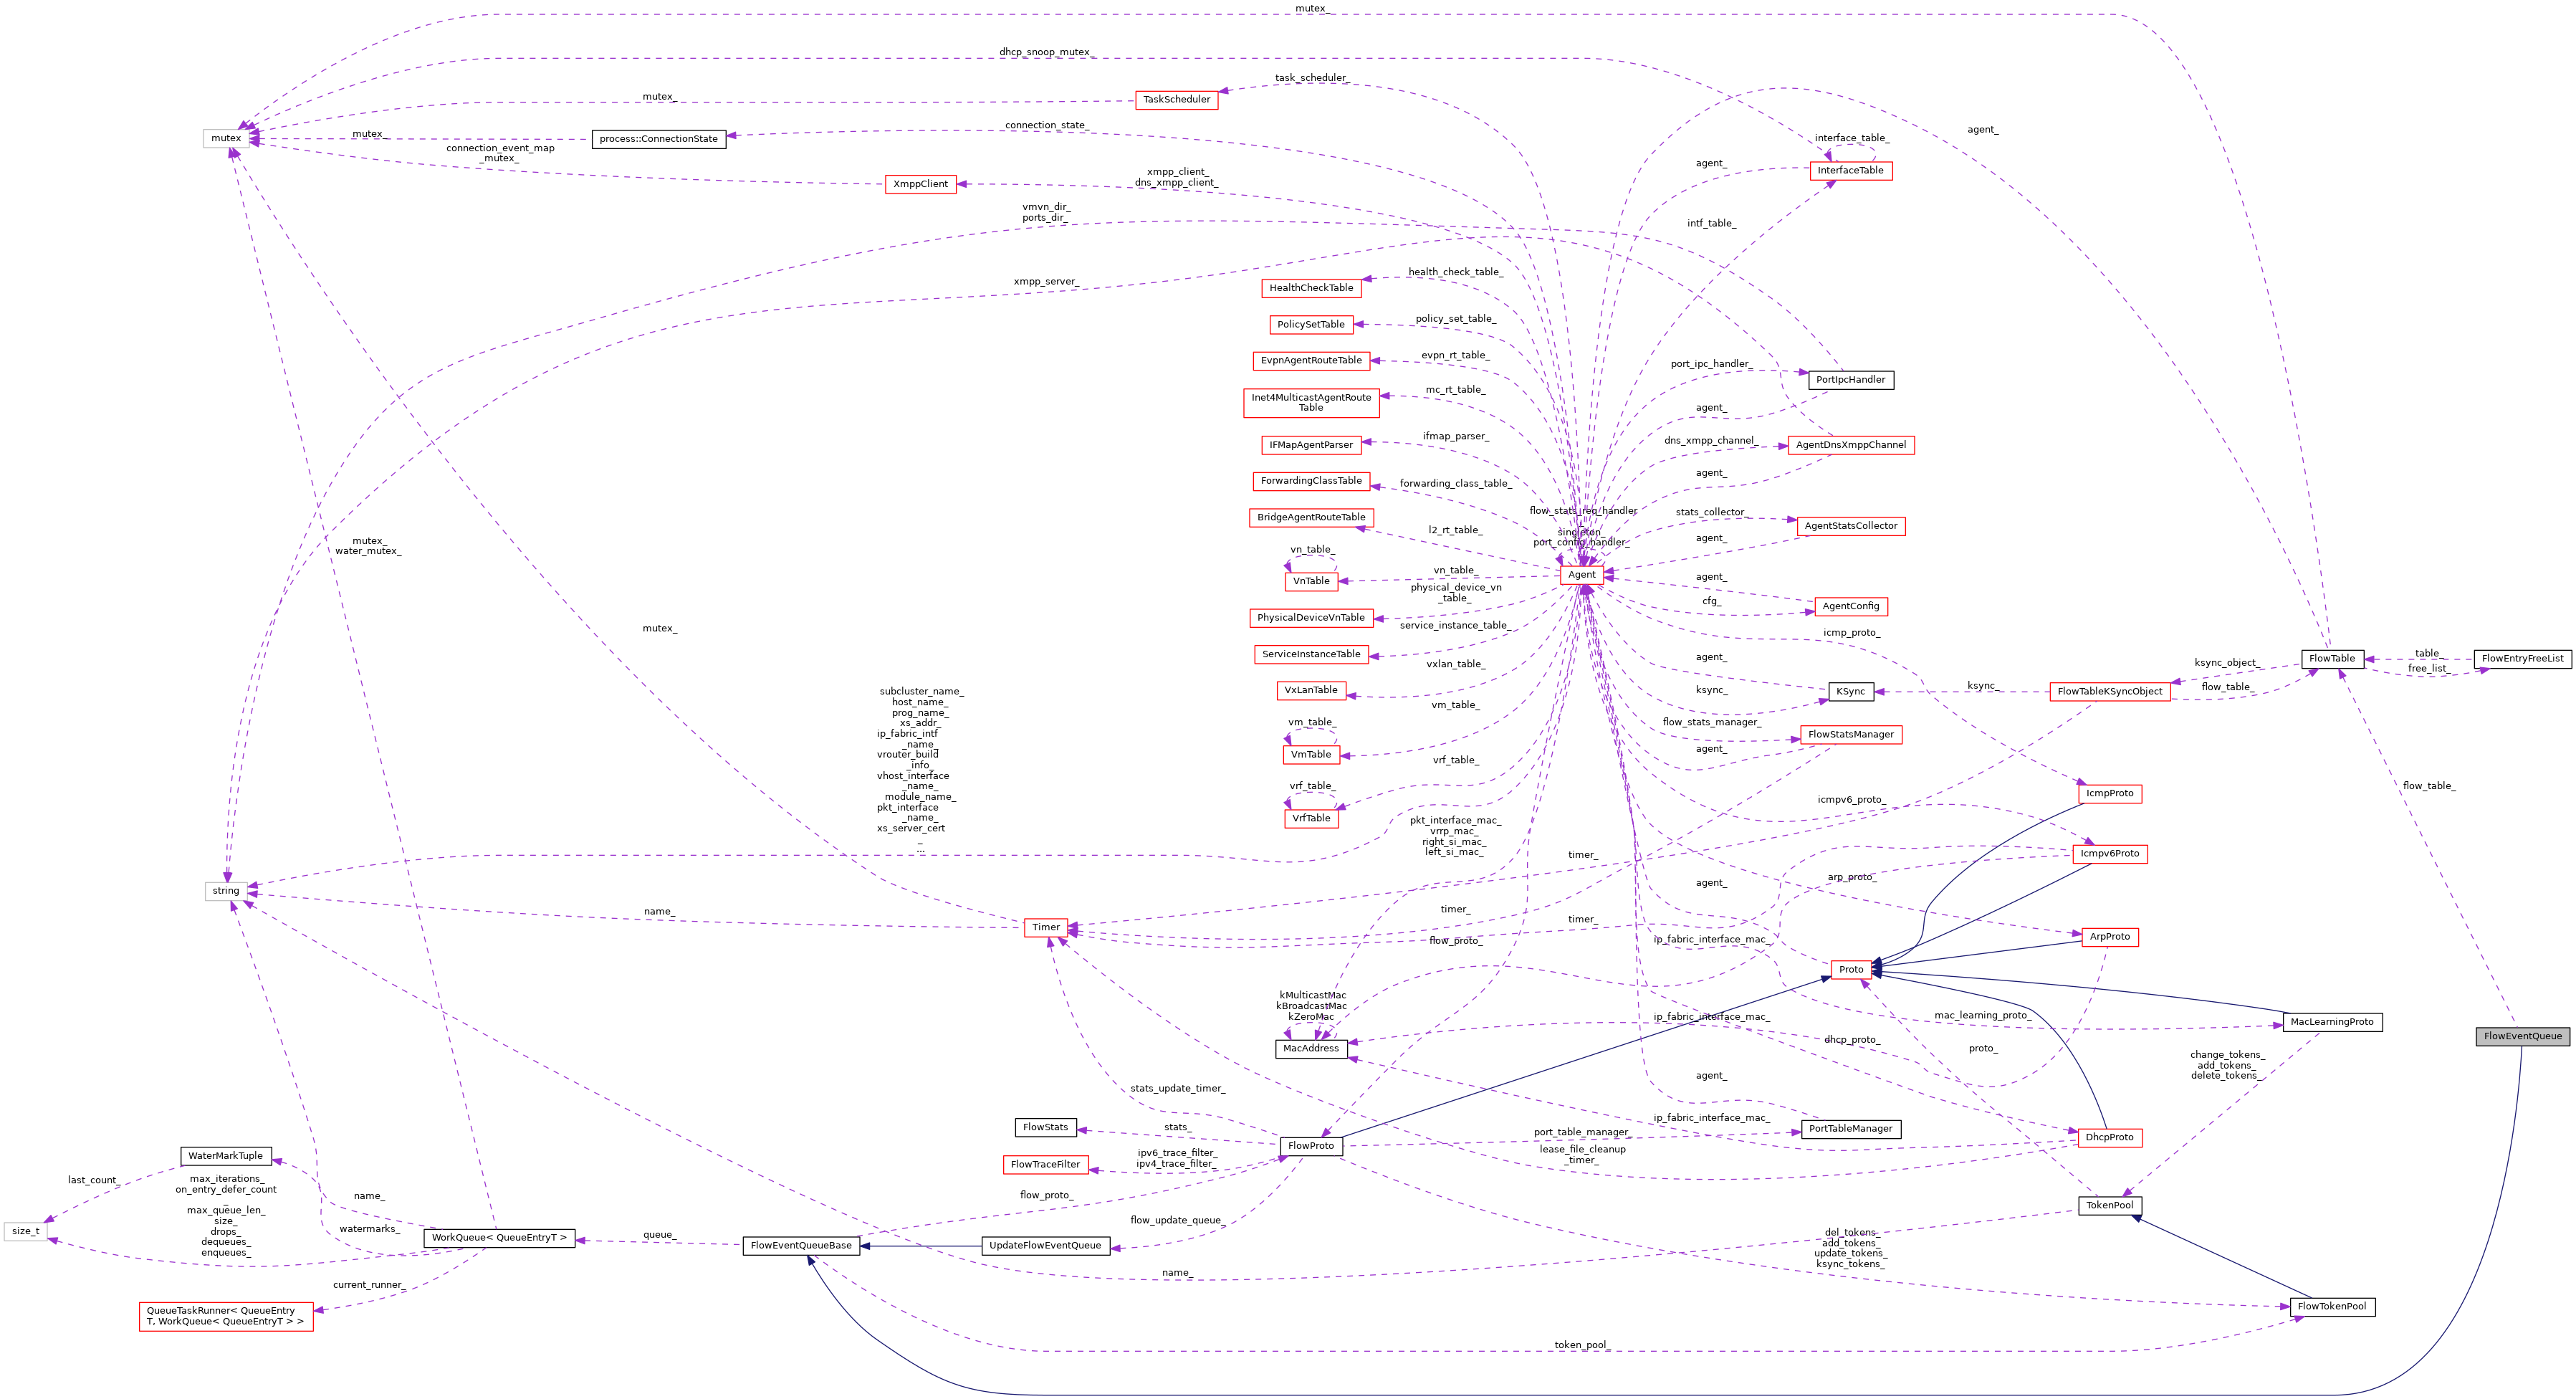 mutex_
dhcp_snoop_mutex_
task_scheduler_
mutex_
TaskScheduler
connection_state_
agent_
mutex
mutex_
process::ConnectionState
interface_table_
connection_event_map
_mutex_
agent_
InterfaceTable
xmpp_client_
dns_xmpp_client_
XmppClient
vmvn_dir_
ports_dir_
intf_table_
xmpp_server_
health_check_table_
HealthCheckTable
policy_set_table_
PolicySetTable
evpn_rt_table_
EvpnAgentRouteTable
port_ipc_handler_
PortIpcHandler
mc_rt_table_
Inet4MulticastAgentRoute
Table
agent_
ifmap_parser_
IFMapAgentParser
dns_xmpp_channel_
AgentDnsXmppChannel
agent_
forwarding_class_table_
ForwardingClassTable
flow_stats_req_handler
_
singleton_
port_config_handler_
stats_collector_
AgentStatsCollector
BridgeAgentRouteTable
l2_rt_table_
agent_
mutex_
water_mutex_
vn_table_
VnTable
vn_table_
Agent
agent_
physical_device_vn
_table_
cfg_
AgentConfig
PhysicalDeviceVnTable
service_instance_table_
icmp_proto_
mutex_
ServiceInstanceTable
agent_
FlowTable
table_
free_list_
FlowEntryFreeList
ksync_object_
flow_table_
vxlan_table_
VxLanTable
ksync_
KSync
ksync_
FlowTableKSyncObject
subcluster_name_
host_name_
prog_name_
xs_addr_
ip_fabric_intf
_name_
vrouter_build
_info_
vhost_interface
_name_
module_name_
pkt_interface
_name_
xs_server_cert
_
...
vm_table_
vm_table_
VmTable
flow_stats_manager_
FlowStatsManager
agent_
vrf_table_
vrf_table_
VrfTable
flow_table_
IcmpProto
icmpv6_proto_
pkt_interface_mac_
vrrp_mac_
right_si_mac_
left_si_mac_
timer_
Icmpv6Proto
string
agent_
arp_proto_
name_
Timer
timer_
timer_
flow_proto_
ip_fabric_interface_mac_
ArpProto
Proto
kMulticastMac
kBroadcastMac
kZeroMac
MacAddress
ip_fabric_interface_mac_
mac_learning_proto_
MacLearningProto
FlowEventQueue
dhcp_proto_
proto_
change_tokens_
add_tokens_
delete_tokens_
stats_update_timer_
agent_
FlowStats
stats_
FlowProto
ip_fabric_interface_mac_
port_table_manager_
PortTableManager
DhcpProto
FlowTraceFilter
ipv6_trace_filter_
ipv4_trace_filter_
lease_file_cleanup
_timer_
WaterMarkTuple
last_count_
max_iterations_
on_entry_defer_count
_
max_queue_len_
size_
drops_
dequeues_
enqueues_
name_
watermarks_
flow_proto_
flow_update_queue_
TokenPool
size_t
WorkQueue< QueueEntryT >
queue_
FlowEventQueueBase
UpdateFlowEventQueue
del_tokens_
add_tokens_
update_tokens_
ksync_tokens_
name_
current_runner_
QueueTaskRunner< QueueEntry
T, WorkQueue< QueueEntryT > >
FlowTokenPool
token_pool_